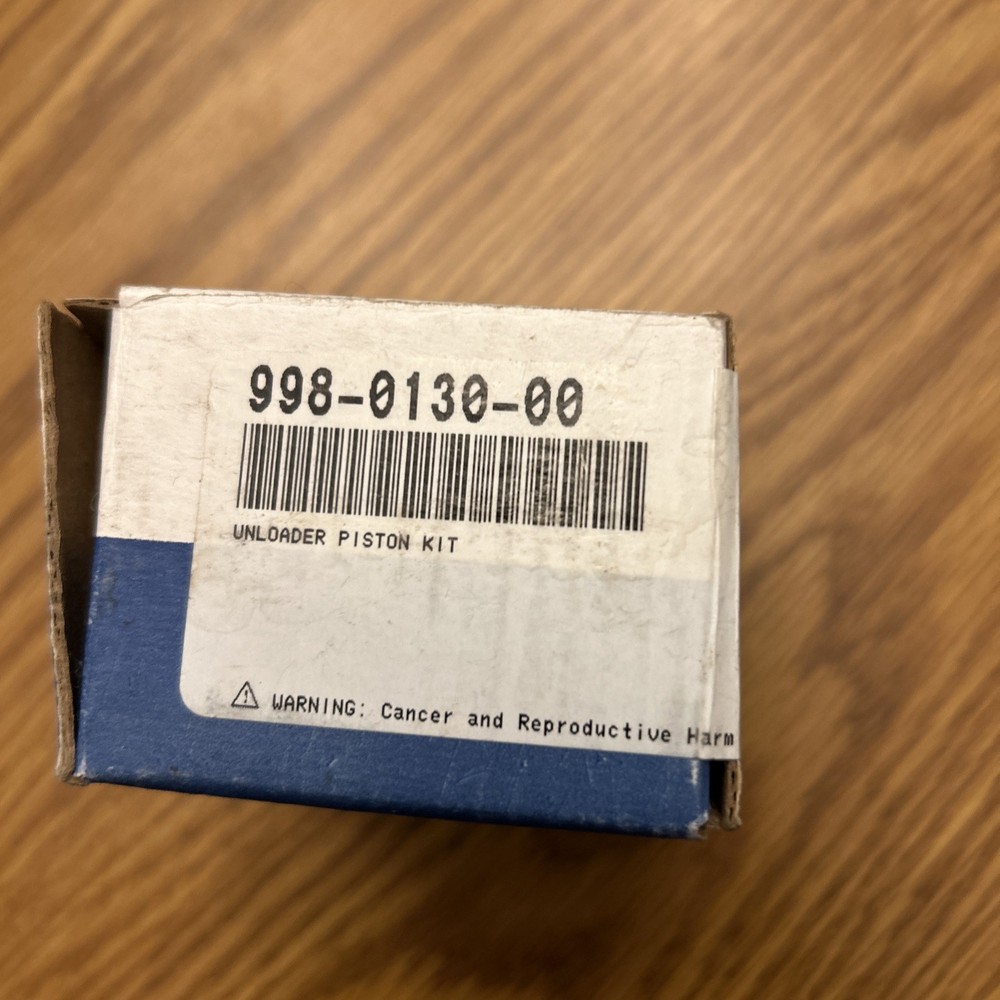 998-0130-00
UNLOADER PISTON KIT
⚠ WARNING: Cancer and Reproductive Harm